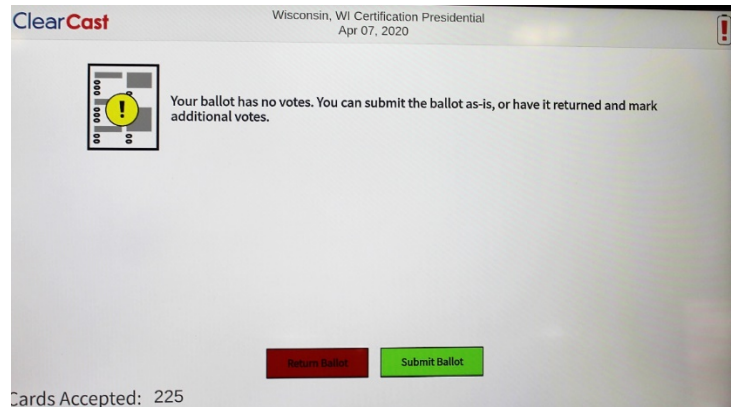 ClearCast
Wisconsin, WI Certification Presidential
Apr 07, 2020
!
!
Your ballot has no votes. You can submit the ballot as-is, or have it returned and mark
additional votes.
Return Ballot
Submit Ballot
Cards Accepted: 225